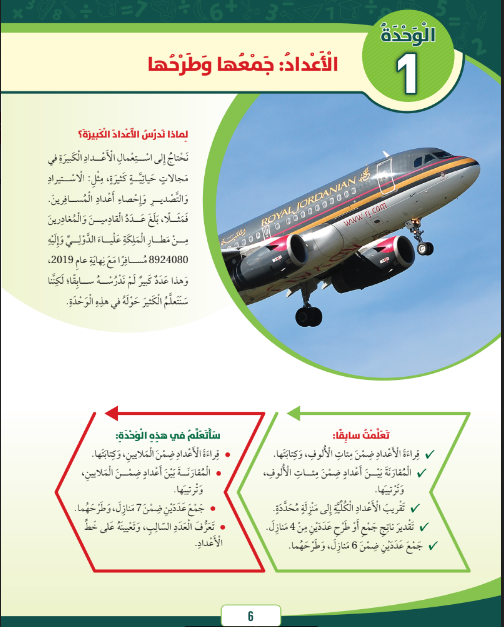 الْوَحْدَةُ
1
الْأَعْدادُ: جَمْعُها وَطَرْحُها
لِماذا نَدْرُسُ الْأَعْدادَ الْكَبيرَةَ؟
نَحْتاجُ إِلى اسْتِعْمالِ الْأَعْدادِ الْكَبيرَةِ في
مَجالاتٍ حَياتِيَّةٍ كَثيرَةٍ، مِثْلِ: الْاسْتيرادِ
وَالتَّصْديرِ وَإِحْصاءِ أَعْدادِ الْمُسافِرينَ.
فَمَثَلًا، بَلَغَ عَدَدُ الْقادِمينَ وَالْمُغادِرينَ
مِنْ مَطارِ الْمَلِكَةِ عَلْياءَ الدَّوْلِيِّ وَإِلَيْهِ
8924080 مُسافِرًا مَعَ نِهايَةِ عامِ 2019،
وَهذا عَدَدٌ كَبيرٌ لَمْ نَدْرُسْهُ سابِقًا؛ لكِنَّنا
سَنَتَعَلَّمُ الْكَثيرَ حَوْلَهُ في هذِهِ الْوَحْدَةِ.
ROYAL JORDANIAN
www.rj.com
تَعَلَّمْتُ سابِقًا:
✓ قِراءَةَ الْأَعْدادِ ضِمْنَ مِئاتِ الْأُلوفِ، وَكِتابَتَها.
✓ الْمُقارَنَةَ بَيْنَ أَعْدادٍ ضِمْنَ مِئاتِ الْأُلوفِ،
وَتَرْتيبَها.
✓ تَقْريبَ الْأَعْدادِ الْكُلِّيَّةِ إِلى مَنْزِلَةٍ مُحَدَّدَةٍ.
✓ تَقْديرَ ناتِجِ جَمْعِ أَوْ طَرْحِ عَدَدَيْنِ مِنْ 4 مَنازِلَ.
✓ جَمْعَ عَدَدَيْنِ ضِمْنَ 6 مَنازِلَ، وَطَرْحَهُما.
سَأَتَعَلَّمُ في هذِهِ الْوَحْدَةِ:
• قِراءَةَ الْأَعْدادِ ضِمْنَ الْمَلايينِ، وَكِتابَتَها.
• الْمُقارَنَةَ بَيْنَ أَعْدادٍ ضِمْنَ الْمَلايينِ،
وَتَرْتيبَها.
• جَمْعَ عَدَدَيْنِ ضِمْنَ 7 مَنازِلَ، وَطَرْحَهُما.
• تَعَرُّفَ الْعَدَدِ السّالِبِ، وَتَعْيينَهُ عَلى خَطِّ
الْأَعْدادِ.
6